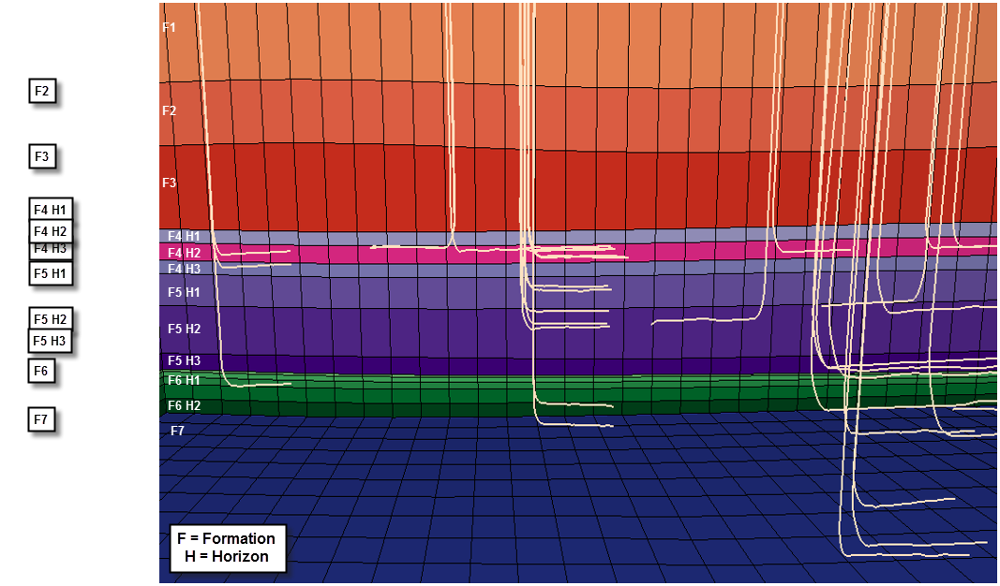 F2
F3
F4 H1
F4 H2
F4 H3
F5 H1
F5 H2
F5 H3
F6
F7
F1
F2
F3
F4 H1
F4 H2
F4 H3
F5 H1
F5 H2
F5 H3
F6 H1
F6 H2
F7
F = Formation
H = Horizon